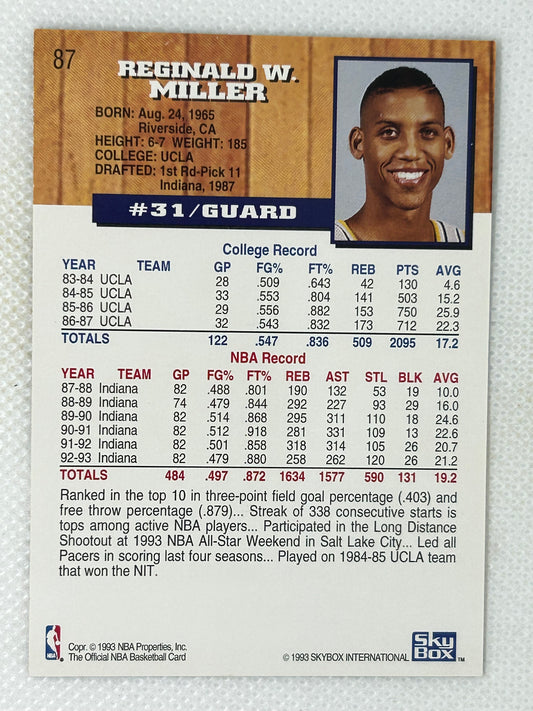 87
REGINALD W.
MILLER
BORN: Aug. 24, 1965
Riverside, CA
HEIGHT: 6-7 WEIGHT: 185
COLLEGE: UCLA
DRAFTED: 1st Rd-Pick 11
Indiana, 1987
#31/GUARD
College Record
YEAR TEAM GP FG% FT% REB PTS AVG
83-84 UCLA 28 .509 .643 42 130 4.6
84-85 UCLA 33 .553 .804 141 503 15.2
85-86 UCLA 29 .556 .882 153 750 25.9
86-87 UCLA 32 .543 .832 173 712 22.3
TOTALS 122 .547 .836 509 2095 17.2
NBA Record
YEAR TEAM GP FG% FT% REB AST STL BLK AVG
87-88 Indiana 82 .488 .801 190 132 53 19 10.0
88-89 Indiana 74 .479 .844 292 227 93 29 16.0
89-90 Indiana 82 .514 .868 295 311 110 18 24.6
90-91 Indiana 82 .512 .918 281 331 109 13 22.6
91-92 Indiana 82 .501 .858 318 314 105 26 20.7
92-93 Indiana 82 .479 .880 258 262 120 26 21.2
TOTALS 484 .497 .872 1634 1577 590 131 19.2
Ranked in the top 10 in three-point field goal percentage (.403) and
free throw percentage (.879)... Streak of 338 consecutive starts is
tops among active NBA players... Participated in the Long Distance
Shootout at 1993 NBA All-Star Weekend in Salt Lake City... Led all
Pacers in scoring last four seasons... Played on 1984-85 UCLA team
that won the NIT.
Copr. © 1993 NBA Properties, Inc.
The Official NBA Basketball Card
© 1993 SKYBOX INTERNATIONAL
SkyBox™